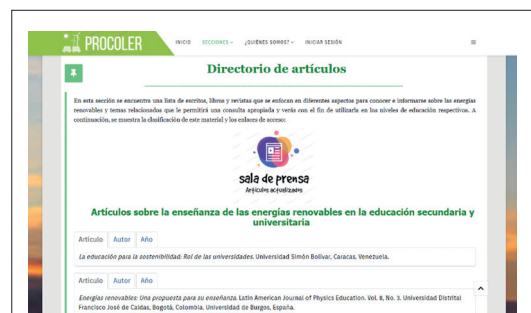 PROCOLER
INICIO SECCIONES ¿QUIÉNES SOMOS? INICIAR SESIÓN
Directorio de artículos
En esta sección se encuentra una lista de escritos, libros y revistas que se enfocan en diferentes aspectos para conocer e informarse sobre las energías
renovables y temas relacionados que le permitirá una consulta apropiada y verás con el fin de utilizarla en los niveles de educación respectivos. A
continuación, se muestra la clasificación de este material y los enlaces de acceso:
sala de prensa
Artículos actualizados
Artículos sobre la enseñanza de las energías renovables en la educación secundaria y
universitaria
Artículo Autor Año
La educación para la sostenibilidad: Rol de las universidades. Universidad Simón Bolívar, Caracas, Venezuela.
Artículo Autor Año
Energías renovables: Una propuesta para su enseñanza. Latin American Journal of Physics Education. Vol. 8, No. 3. Universidad Distrital
Francisco José de Caldas, Bogotá, Colombia. Universidad de Burgos, España.